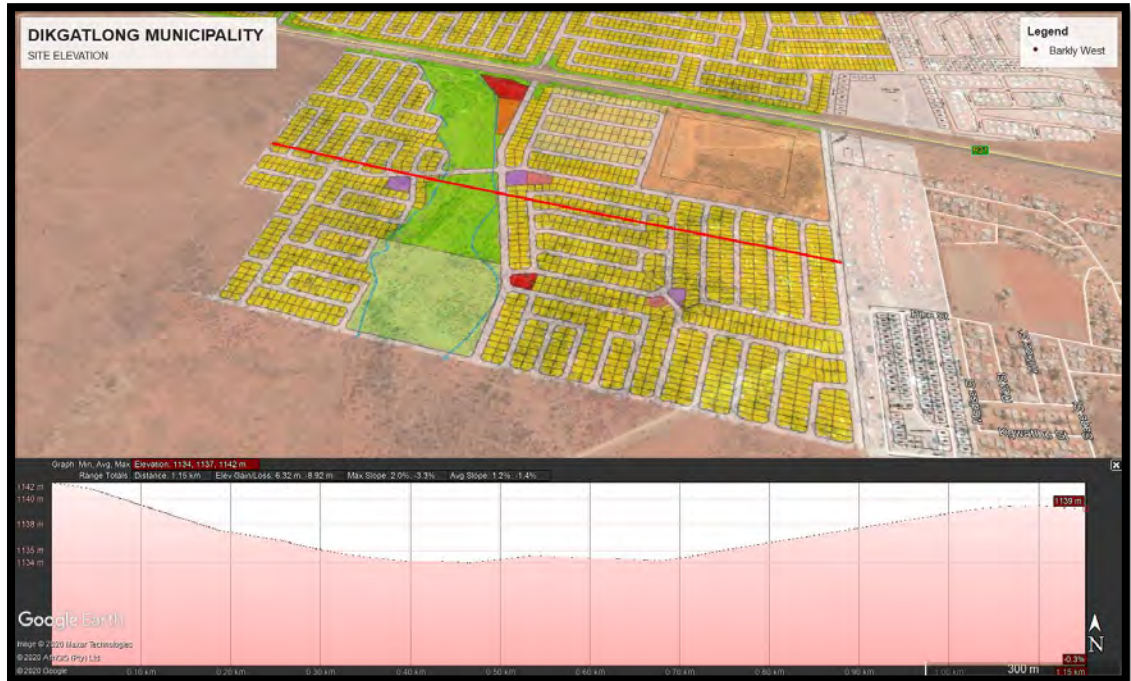 DIKGATLONG MUNICIPALITY
SITE ELEVATION
Legend
Barkly West
R31
Graph: Min, Avg, Max Elevation: 1134, 1137, 1142 m
Range Totals: Distance: 1.15 km Elev Gain/Loss: 6.32 m, -8.92 m Max Slope: 2.0%, -3.3% Avg Slope: 1.2%, -1.4%
1142 m
1140 m
1138 m
1135 m
1134 m
1139 m
Google Earth
Image © 2020 Maxar Technologies
© 2020 AfriGIS (Pty) Ltd.
© 2020 Google
0.10 km 0.20 km 0.30 km 0.40 km 0.50 km 0.60 km 0.70 km 0.80 km 0.90 km 1.00 km 1.15 km
-0.3%
300 m
N